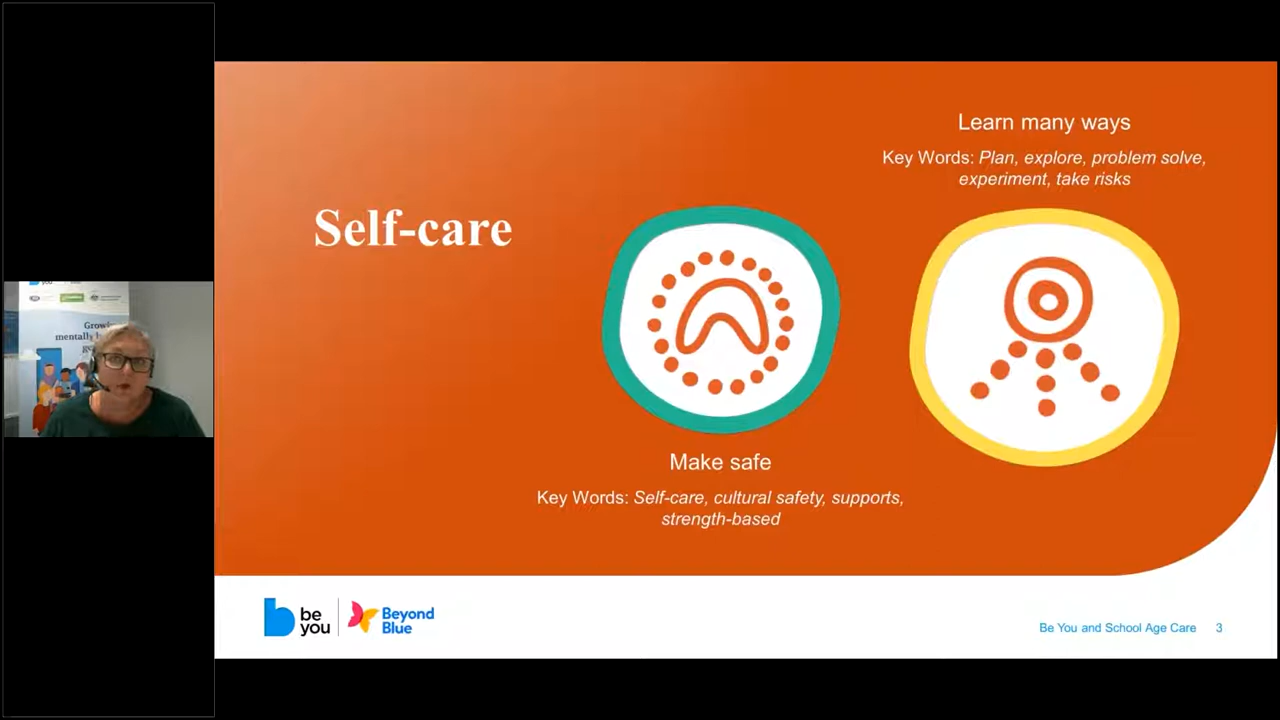 Learn many ways
Key Words: Plan, explore, problem solve,
experiment, take risks
Self-care
Make safe
Key Words: Self-care, cultural safety, supports,
strength-based
be
you
Beyond
Blue
Be You and School Age Care 3